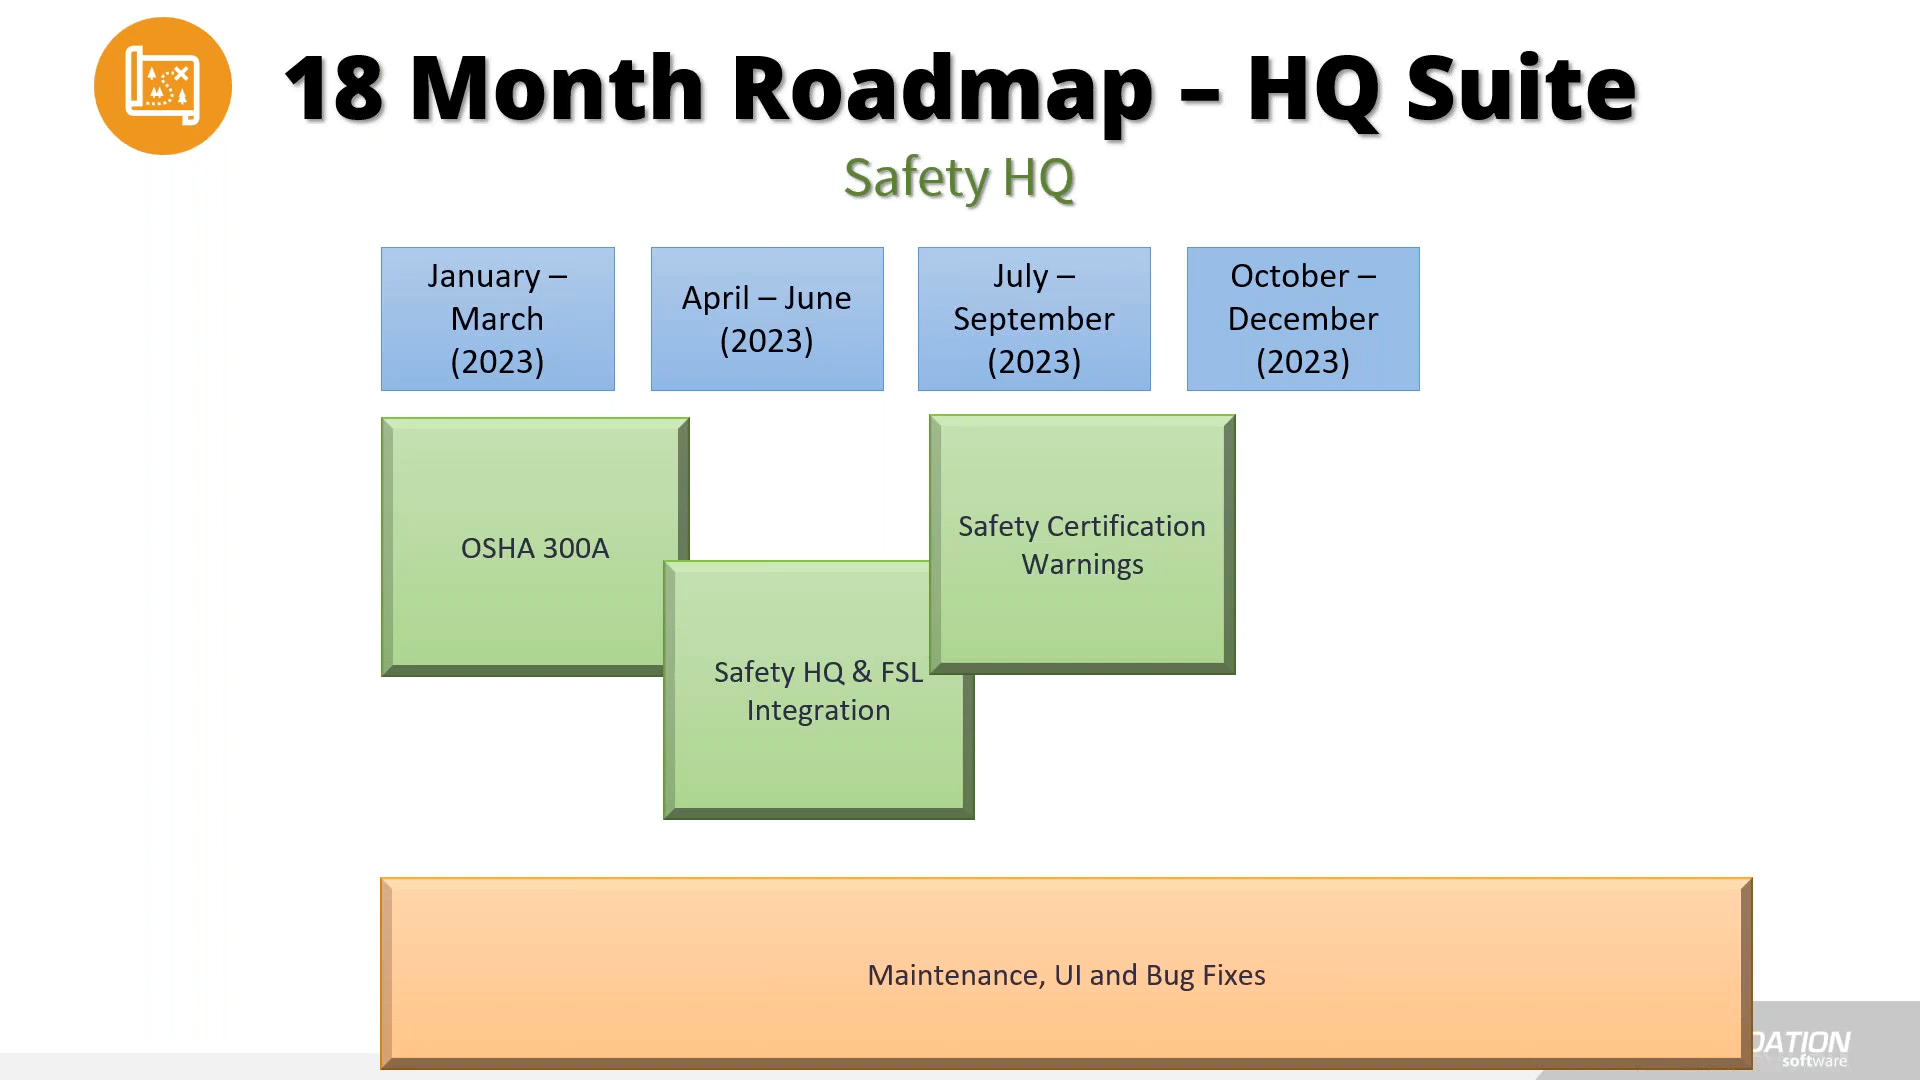 18 Month Roadmap – HQ Suite
Safety HQ
January –
March
(2023)
April – June
(2023)
July –
September
(2023)
October –
December
(2023)
OSHA 300A
Safety Certification
Warnings
Safety HQ & FSL
Integration
Maintenance, UI and Bug Fixes
DATION
software